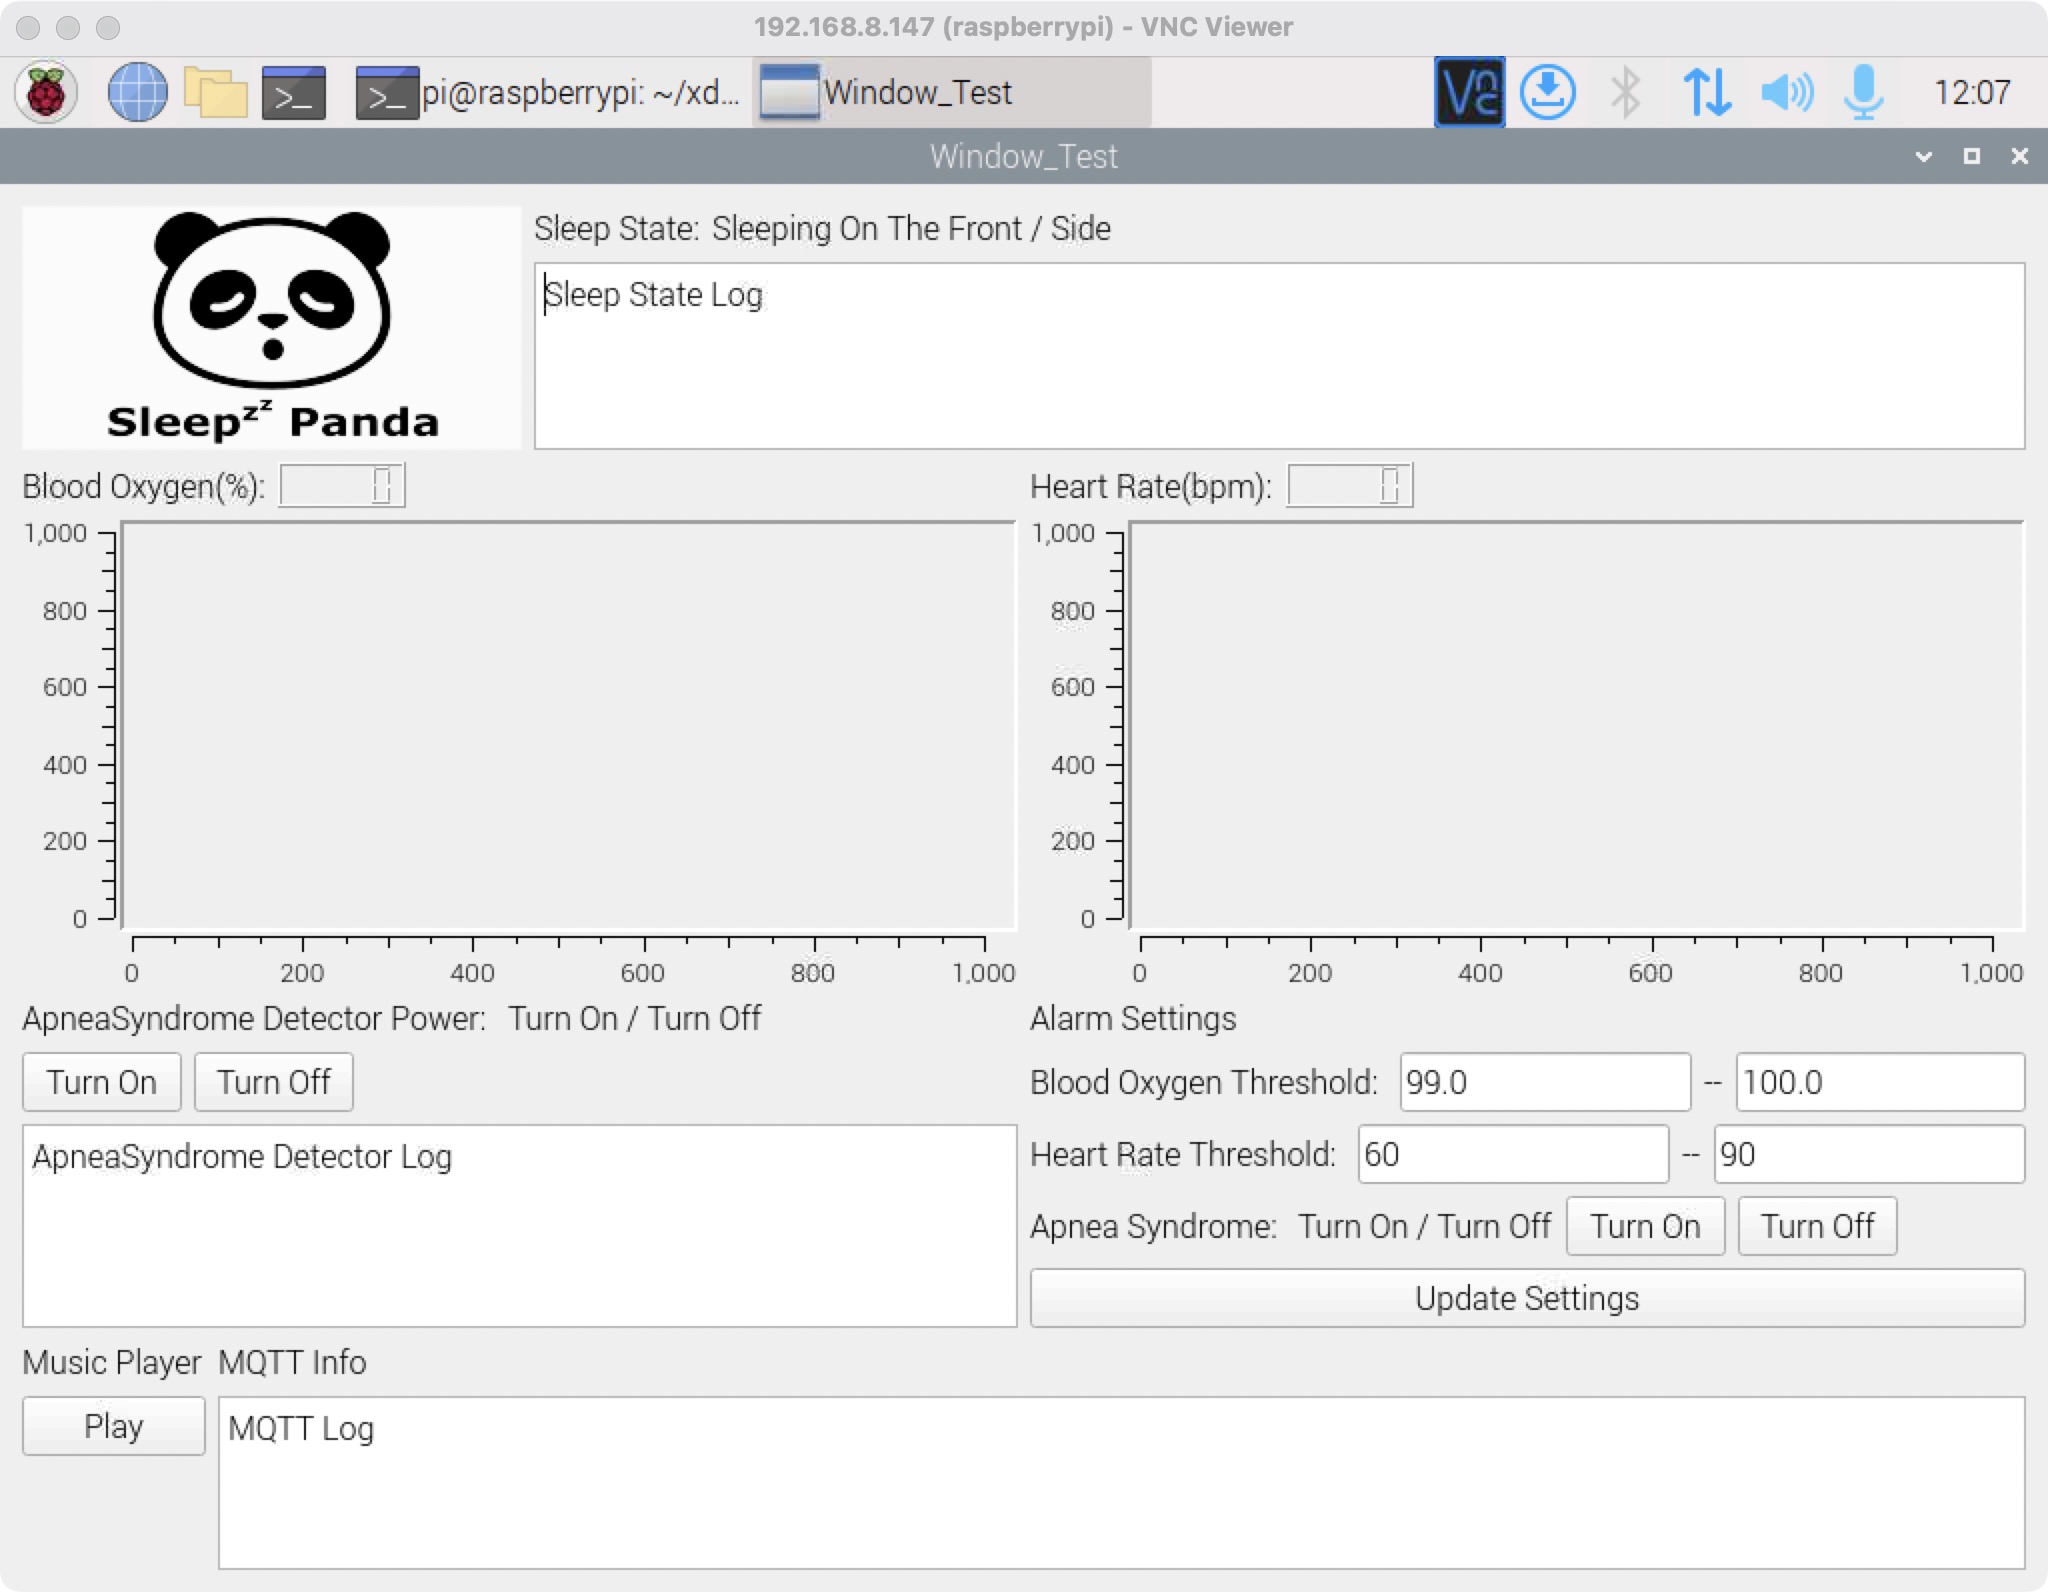 192.168.8.147 (raspberrypi) - VNC Viewer
pi@raspberrypi: ~/xd...
Window_Test
12:07
Window_Test
Sleepzz Panda
Sleep State: Sleeping On The Front / Side
Sleep State Log
Blood Oxygen(%): 0
1,000
800
600
400
200
0
0 200 400 600 800 1,000
Heart Rate(bpm): 0
1,000
800
600
400
200
0
0 200 400 600 800 1,000
ApneaSyndrome Detector Power: Turn On / Turn Off
Turn On
Turn Off
ApneaSyndrome Detector Log
Alarm Settings
Blood Oxygen Threshold: 99.0 -- 100.0
Heart Rate Threshold: 60 -- 90
Apnea Syndrome: Turn On / Turn Off Turn On Turn Off
Update Settings
Music Player
Play
MQTT Info
MQTT Log